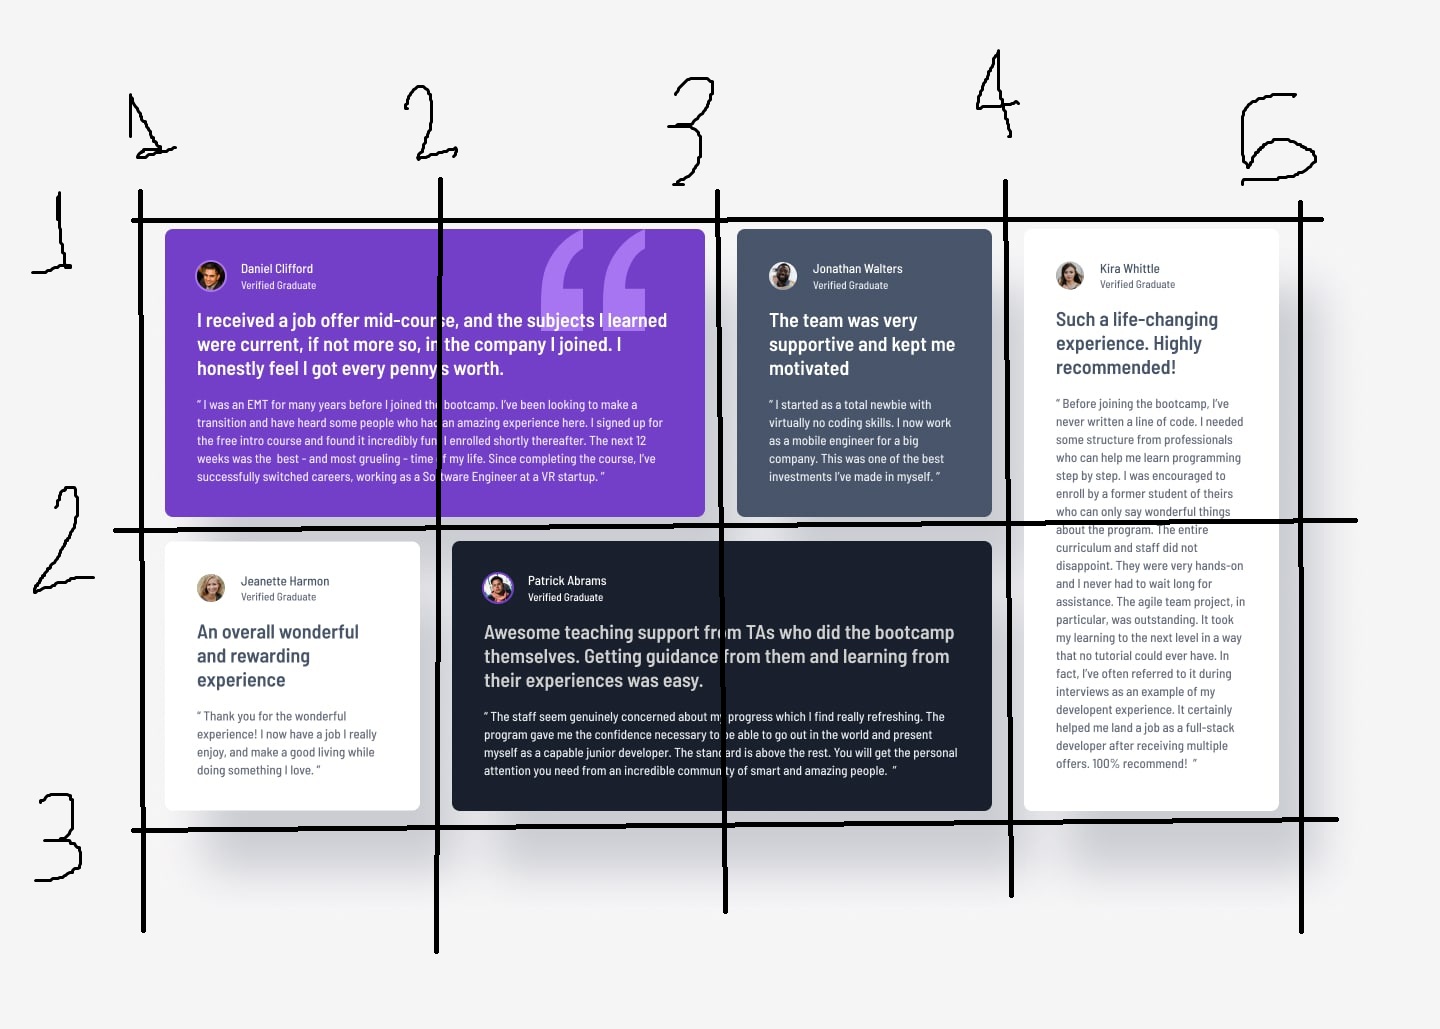 1 2 3 4 5
1
Daniel Clifford
Verified Graduate
I received a job offer mid-course, and the subjects I learned
were current, if not more so, in the company I joined. I
honestly feel I got every penny’s worth.
“ I was an EMT for many years before I joined the bootcamp. I’ve been looking to make a
transition and have heard some people who had an amazing experience here. I signed up for
the free intro course and found it incredibly fun! I enrolled shortly thereafter. The next 12
weeks was the best - and most grueling - time of my life. Since completing the course, I’ve
successfully switched careers, working as a Software Engineer at a VR startup. ”
Jonathan Walters
Verified Graduate
The team was very
supportive and kept me
motivated
“ I started as a total newbie with
virtually no coding skills. I now work
as a mobile engineer for a big
company. This was one of the best
investments I’ve made in myself. ”
Kira Whittle
Verified Graduate
Such a life-changing
experience. Highly
recommended!
“ Before joining the bootcamp, I’ve
never written a line of code. I needed
some structure from professionals
who can help me learn programming
step by step. I was encouraged to
enroll by a former student of theirs
who can only say wonderful things
about the program. The entire
curriculum and staff did not
disappoint. They were very hands-on
and I never had to wait long for
assistance. The agile team project, in
particular, was outstanding. It took
my learning to the next level in a way
that no tutorial could ever have. In
fact, I’ve often referred to it during
interviews as an example of my
developent experience. It certainly
helped me land a job as a full-stack
developer after receiving multiple
offers. 100% recommend! ”
2
Jeanette Harmon
Verified Graduate
An overall wonderful
and rewarding
experience
“ Thank you for the wonderful
experience! I now have a job I really
enjoy, and make a good living while
doing something I love. ”
Patrick Abrams
Verified Graduate
Awesome teaching support from TAs who did the bootcamp
themselves. Getting guidance from them and learning from
their experiences was easy.
“ The staff seem genuinely concerned about my progress which I find really refreshing. The
program gave me the confidence necessary to be able to go out in the world and present
myself as a capable junior developer. The standard is above the rest. You will get the personal
attention you need from an incredible community of smart and amazing people. ”
3